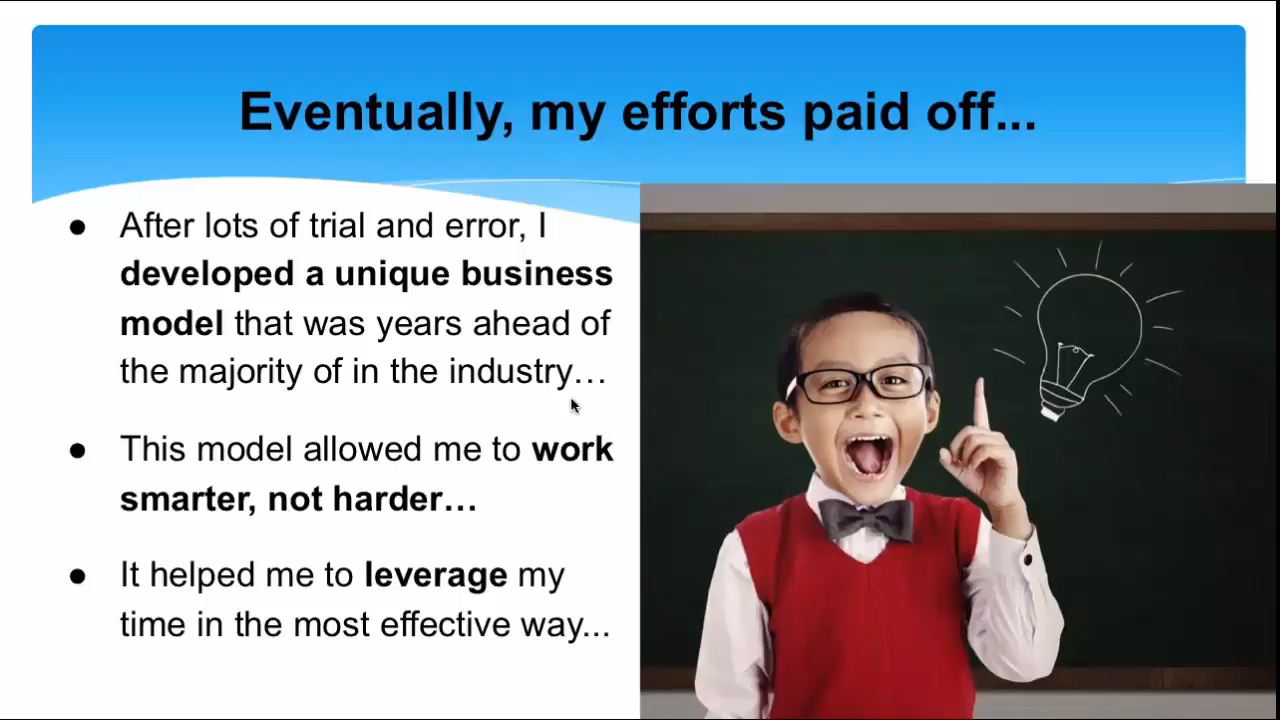 Eventually, my efforts paid off...
● After lots of trial and error, I
developed a unique business
model that was years ahead of
the majority of in the industry…
● This model allowed me to work
smarter, not harder…
● It helped me to leverage my
time in the most effective way...